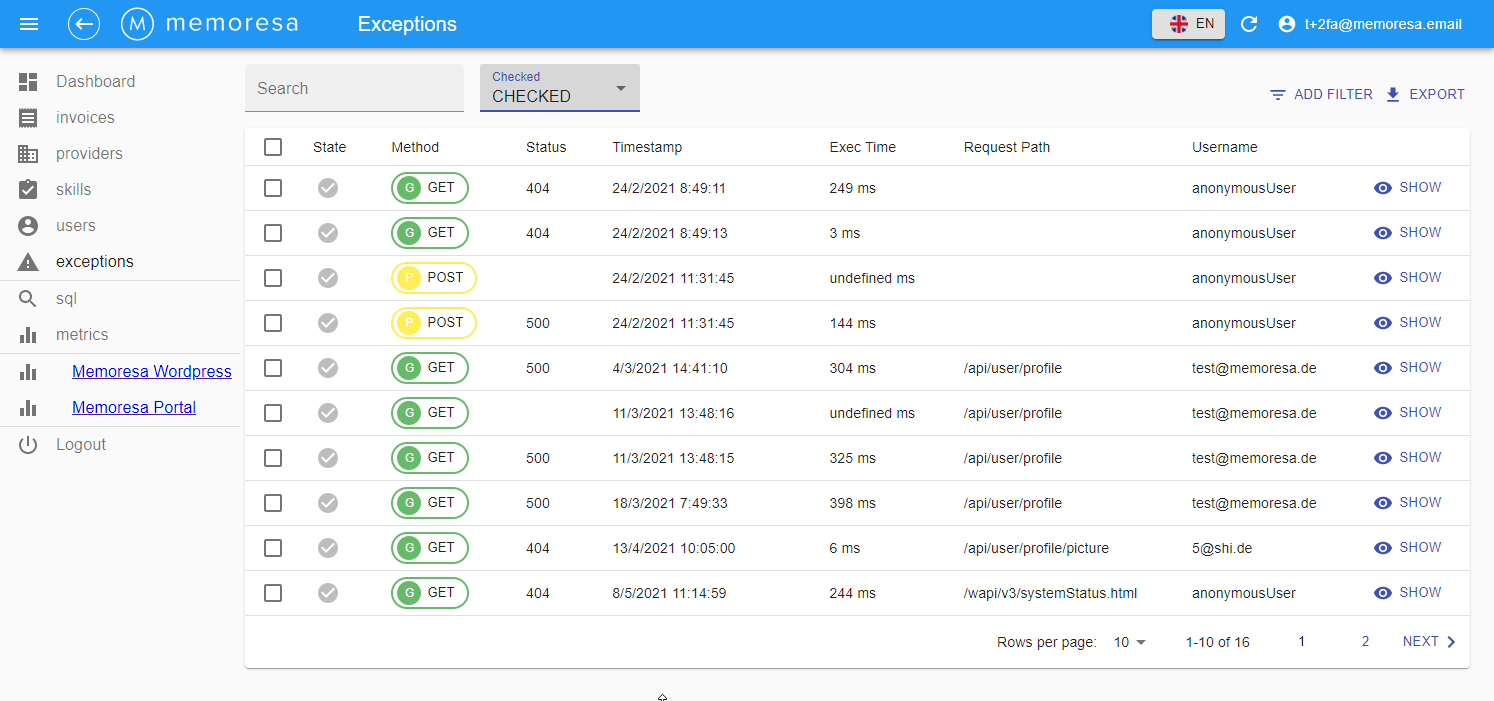 M memoresa Exceptions EN t+2fa@memoresa.email
Dashboard
invoices
providers
skills
users
exceptions
sql
metrics
Memoresa Wordpress
Memoresa Portal
Logout
Search
Checked
CHECKED
ADD FILTER EXPORT
State Method Status Timestamp Exec Time Request Path Username
G GET 404 24/2/2021 8:49:11 249 ms anonymousUser SHOW
G GET 404 24/2/2021 8:49:13 3 ms anonymousUser SHOW
P POST 24/2/2021 11:31:45 undefined ms anonymousUser SHOW
P POST 500 24/2/2021 11:31:45 144 ms anonymousUser SHOW
G GET 500 4/3/2021 14:41:10 304 ms /api/user/profile test@memoresa.de SHOW
G GET 11/3/2021 13:48:16 undefined ms /api/user/profile test@memoresa.de SHOW
G GET 500 11/3/2021 13:48:15 325 ms /api/user/profile test@memoresa.de SHOW
G GET 500 18/3/2021 7:49:33 398 ms /api/user/profile test@memoresa.de SHOW
G GET 404 13/4/2021 10:05:00 6 ms /api/user/profile/picture 5@shi.de SHOW
G GET 404 8/5/2021 11:14:59 244 ms /wapi/v3/systemStatus.html anonymousUser SHOW
Rows per page: 10 1-10 of 16 1 2 NEXT